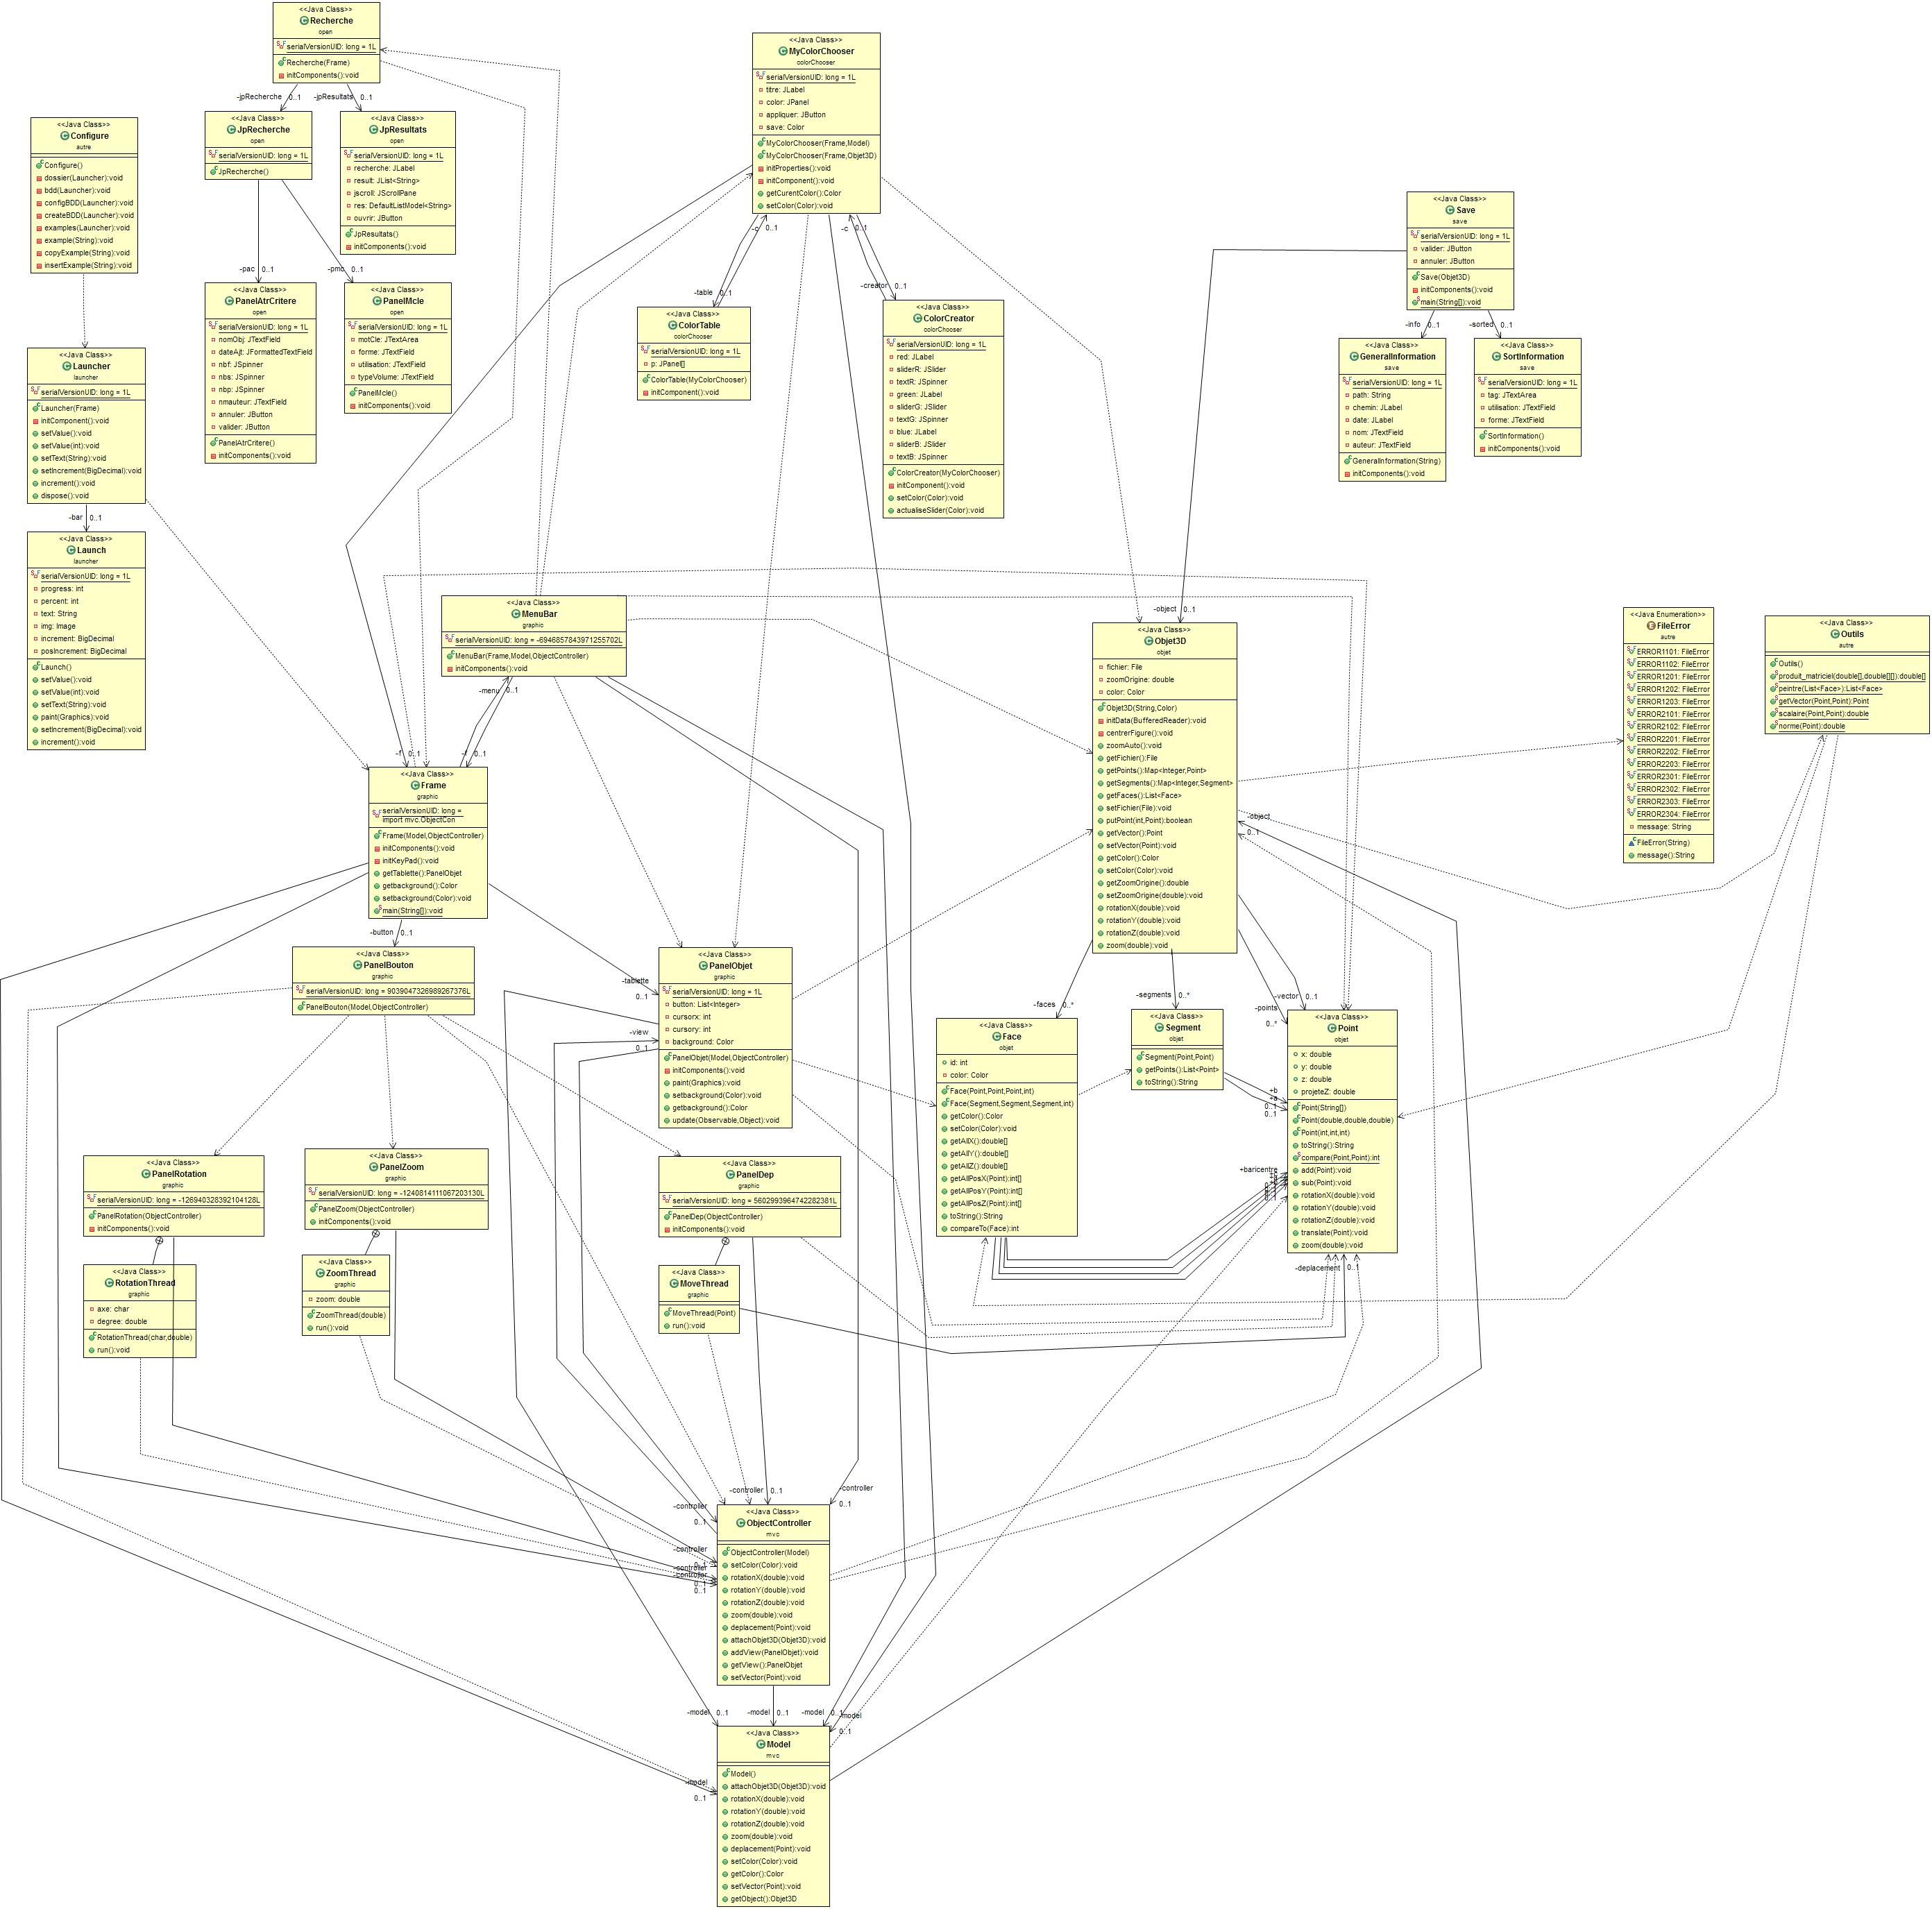 <<Java Class>>
Recherche
open
serialVersionUID: long = 1L
Recherche(Frame)
initComponents():void
-jpRecherche
0..1
-jpResultats
0..1
<<Java Class>>
MyColorChooser
colorChooser
serialVersionUID: long = 1L
titre: JLabel
color: JPanel
appliquer: JButton
save: Color
MyColorChooser(Frame,Model)
MyColorChooser(Frame,Objet3D)
initProperties():void
initComponent():void
getCurentColor():Color
setColor(Color):void
<<Java Class>>
Configure
autre
Configure()
dossier(Launcher):void
bdd(Launcher):void
configBDD(Launcher):void
createBDD(Launcher):void
examples(Launcher):void
example(String):void
copyExample(String):void
insertExample(String):void
<<Java Class>>
JpRecherche
open
serialVersionUID: long = 1L
JpRecherche()
<<Java Class>>
JpResultats
open
serialVersionUID: long = 1L
recherche: JLabel
result: JList<String>
jscroll: JScrollPane
res: DefaultListModel<String>
ouvrir: JButton
JpResultats()
initComponents():void
-pac
0..1
-pmc
0..1
-c
0..1
-c
0..1
-table
0..1
-creator
0..1
<<Java Class>>
Save
save
serialVersionUID: long = 1L
valider: JButton
annuler: JButton
Save(Objet3D)
initComponents():void
main(String[]):void
-info
0..1
-sorted
0..1
<<Java Class>>
PanelAtrCritere
open
serialVersionUID: long = 1L
nomObj: JTextField
dateAjt: JFormattedTextField
nbf: JSpinner
nbs: JSpinner
nbp: JSpinner
nmauteur: JTextField
annuler: JButton
valider: JButton
PanelAtrCritere()
initComponents():void
<<Java Class>>
PanelMcle
open
serialVersionUID: long = 1L
motCle: JTextArea
forme: JTextField
utilisation: JTextField
typeVolume: JTextField
PanelMcle()
initComponents():void
<<Java Class>>
ColorTable
colorChooser
serialVersionUID: long = 1L
p: JPanel[]
ColorTable(MyColorChooser)
initComponent():void
<<Java Class>>
ColorCreator
colorChooser
serialVersionUID: long = 1L
red: JLabel
sliderR: JSlider
textR: JSpinner
green: JLabel
sliderG: JSlider
textG: JSpinner
blue: JLabel
sliderB: JSlider
textB: JSpinner
ColorCreator(MyColorChooser)
initComponent():void
setColor(Color):void
actualiseSlider(Color):void
<<Java Class>>
GeneralInformation
save
serialVersionUID: long = 1L
path: String
chemin: JLabel
date: JLabel
nom: JTextField
auteur: JTextField
GeneralInformation(String)
initComponents():void
<<Java Class>>
SortInformation
save
serialVersionUID: long = 1L
tag: JTextArea
utilisation: JTextField
forme: JTextField
SortInformation()
initComponents():void
<<Java Class>>
Launcher
launcher
serialVersionUID: long = 1L
Launcher(Frame)
initComponent():void
setValue():void
setValue(int):void
setText(String):void
setIncrement(BigDecimal):void
increment():void
dispose():void
-bar
0..1
<<Java Class>>
Launch
launcher
serialVersionUID: long = 1L
progress: int
percent: int
text: String
img: Image
increment: BigDecimal
posIncrement: BigDecimal
Launch()
setValue():void
setValue(int):void
setText(String):void
paint(Graphics):void
setIncrement(BigDecimal):void
increment():void
<<Java Class>>
MenuBar
graphic
serialVersionUID: long = -6946857843971255702L
MenuBar(Frame,Model,ObjectController)
initComponents():void
-menu
0..1
-f
0..1
-f
0..1
-object
0..1
<<Java Class>>
Objet3D
objet
fichier: File
zoomOrigine: double
color: Color
Objet3D(String,Color)
initData(BufferedReader):void
centrerFigure():void
zoomAuto():void
getFichier():File
getPoints():Map<Integer,Point>
getSegments():Map<Integer,Segment>
getFaces():List<Face>
setFichier(File):void
putPoint(int,Point):boolean
getVector():Point
setVector(Point):void
getColor():Color
setColor(Color):void
getZoomOrigine():double
setZoomOrigine(double):void
rotationX(double):void
rotationY(double):void
rotationZ(double):void
zoom(double):void
-object
0..1
<<Java Enumeration>>
FileError
autre
ERROR1101: FileError
ERROR1102: FileError
ERROR1201: FileError
ERROR1202: FileError
ERROR1203: FileError
ERROR2101: FileError
ERROR2102: FileError
ERROR2201: FileError
ERROR2202: FileError
ERROR2203: FileError
ERROR2301: FileError
ERROR2302: FileError
ERROR2303: FileError
ERROR2304: FileError
message: String
FileError(String)
message():String
<<Java Class>>
Outils
autre
Outils()
produit_matriciel(double[],double[][]):double[]
peintre(List<Face>):List<Face>
getVector(Point,Point):Point
scalaire(Point,Point):double
norme(Point):double
<<Java Class>>
Frame
graphic
serialVersionUID: long =
import mvc.ObjectCon
Frame(Model,ObjectController)
initComponents():void
initKeyPad():void
getTablette():PanelObjet
getbackground():Color
setbackground(Color):void
main(String[]):void
-button
0..1
-tablette
0..1
<<Java Class>>
PanelBouton
graphic
serialVersionUID: long = 9039047326989267376L
PanelBouton(Model,ObjectController)
-view
0..1
<<Java Class>>
PanelObjet
graphic
serialVersionUID: long = 1L
button: List<Integer>
cursorx: int
cursory: int
background: Color
PanelObjet(Model,ObjectController)
initComponents():void
paint(Graphics):void
setbackground(Color):void
getbackground():Color
update(Observable,Object):void
-faces
0..*
-segments
0..*
-vector
0..1
-points
0..*
<<Java Class>>
Face
objet
id: int
color: Color
Face(Point,Point,Point,int)
Face(Segment,Segment,Segment,int)
getColor():Color
setColor(Color):void
getAllX():double[]
getAllY():double[]
getAllZ():double[]
getAllPosX(Point):int[]
getAllPosY(Point):int[]
getAllPosZ(Point):int[]
toString():String
compareTo(Face):int
<<Java Class>>
Segment
objet
Segment(Point,Point)
getPoints():List<Point>
toString():String
+b
+a
0..1
0..1
<<Java Class>>
Point
objet
x: double
y: double
z: double
projeteZ: double
Point(String[])
Point(double,double,double)
Point(int,int,int)
toString():String
compare(Point,Point):int
add(Point):void
sub(Point):void
rotationX(double):void
rotationY(double):void
rotationZ(double):void
translate(Point):void
zoom(double):void
+baricentre
-deplacement
0..1
<<Java Class>>
PanelRotation
graphic
serialVersionUID: long = -126940328392104128L
PanelRotation(ObjectController)
initComponents():void
<<Java Class>>
PanelZoom
graphic
serialVersionUID: long = -1240814111067203130L
PanelZoom(ObjectController)
initComponents():void
<<Java Class>>
PanelDep
graphic
serialVersionUID: long = 5602993964742282381L
PanelDep(ObjectController)
initComponents():void
<<Java Class>>
RotationThread
graphic
axe: char
degree: double
RotationThread(char,double)
run():void
<<Java Class>>
ZoomThread
graphic
zoom: double
ZoomThread(double)
run():void
<<Java Class>>
MoveThread
graphic
MoveThread(Point)
run():void
-controller
0..1
-controller
0..1
-controller
0..1
-controller
0..1
-controller
0..1
-controller
0..1
<<Java Class>>
ObjectController
mvc
ObjectController(Model)
setColor(Color):void
rotationX(double):void
rotationY(double):void
rotationZ(double):void
zoom(double):void
deplacement(Point):void
attachObjet3D(Objet3D):void
addView(PanelObjet):void
getView():PanelObjet
setVector(Point):void
-model
0..1
-model
0..1
-model
0..1
-model
0..1
-model
0..1
<<Java Class>>
Model
mvc
Model()
attachObjet3D(Objet3D):void
rotationX(double):void
rotationY(double):void
rotationZ(double):void
zoom(double):void
deplacement(Point):void
setColor(Color):void
getColor():Color
setVector(Point):void
getObject():Objet3D